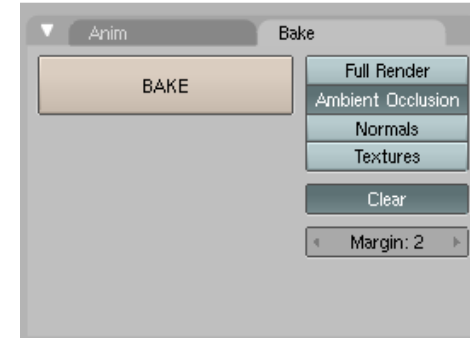 Anim Bake
BAKE
Full Render
Ambient Occlusion
Normals
Textures
Clear
Margin: 2